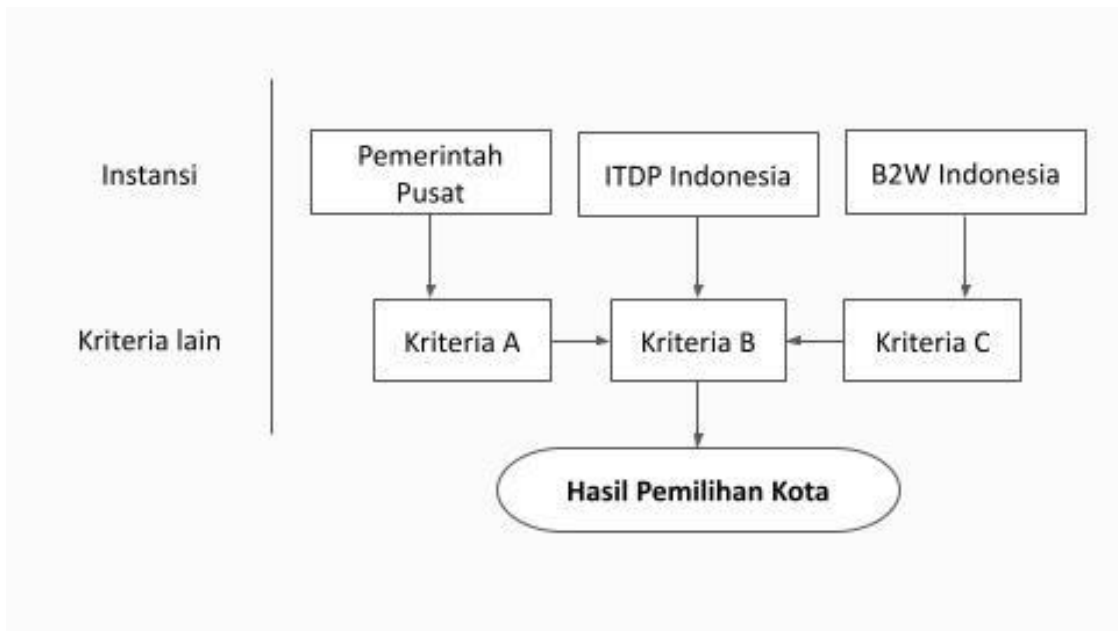 Instansi
Pemerintah
Pusat
ITDP Indonesia
B2W Indonesia
Kriteria lain
Kriteria A
Kriteria B
Kriteria C
Hasil Pemilihan Kota